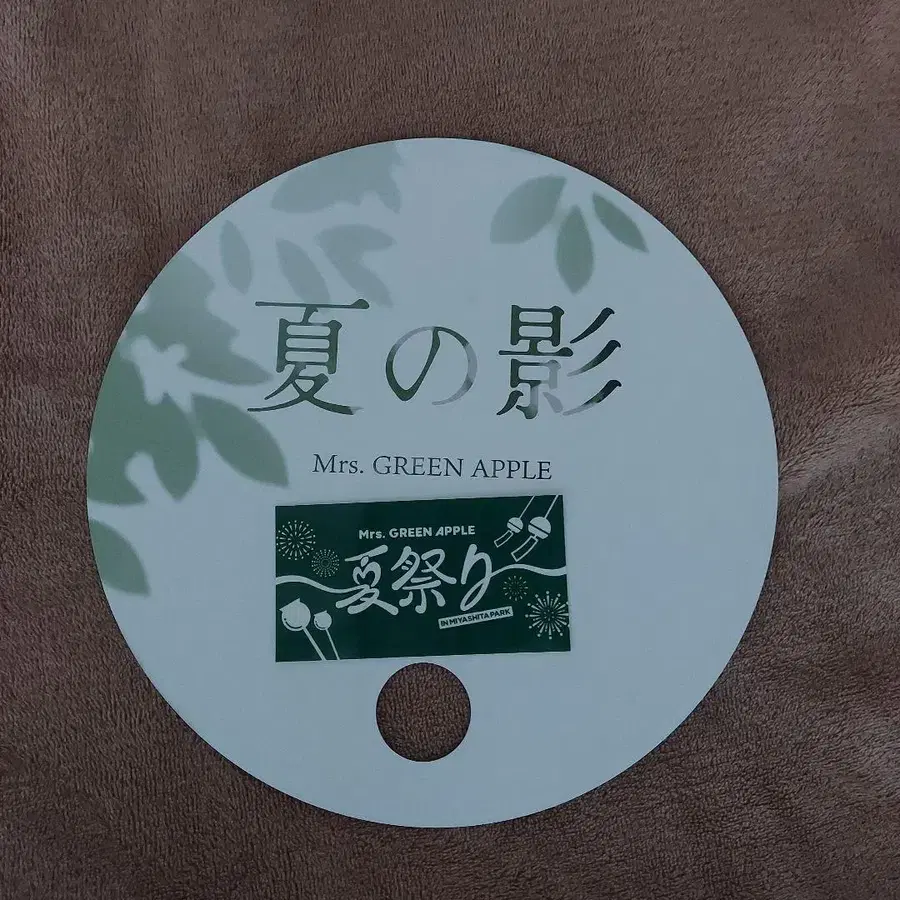 夏の影
Mrs. GREEN APPLE
Mrs. GREEN APPLE
夏祭り
IN MIYASHITA PARK